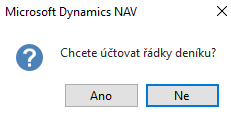 Microsoft Dynamics NAV
Chcete účtovat řádky deníku?
Ano
Ne